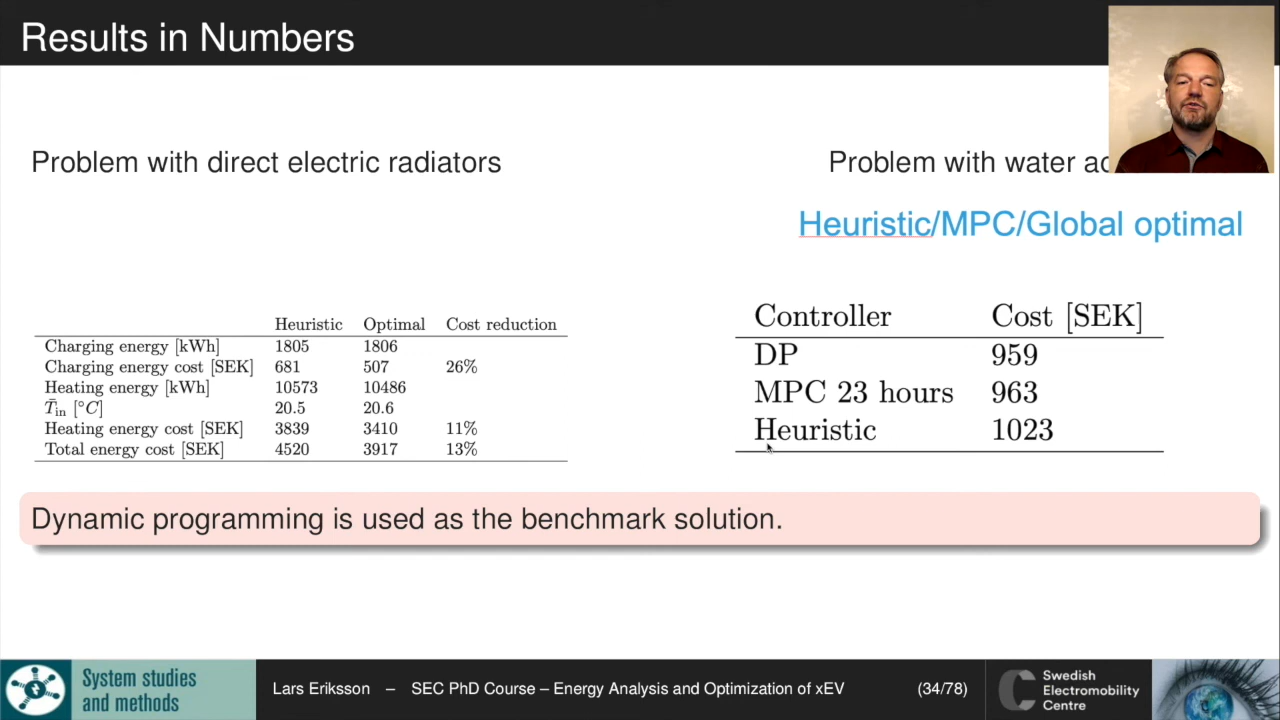 Results in Numbers
Problem with direct electric radiators
Problem with water
Heuristic/MPC/Global optimal
Heuristic Optimal Cost reduction
Charging energy [kWh] 1805 1806
Charging energy cost [SEK] 681 507 26%
Heating energy [kWh] 10573 10486
T̄in [°C] 20.5 20.6
Heating energy cost [SEK] 3839 3410 11%
Total energy cost [SEK] 4520 3917 13%
Controller Cost [SEK]
DP 959
MPC 23 hours 963
Heuristic 1023
Dynamic programming is used as the benchmark solution.
System studies
and methods
Lars Eriksson – SEC PhD Course – Energy Analysis and Optimization of xEV (34/78)
Swedish
Electromobility
Centre